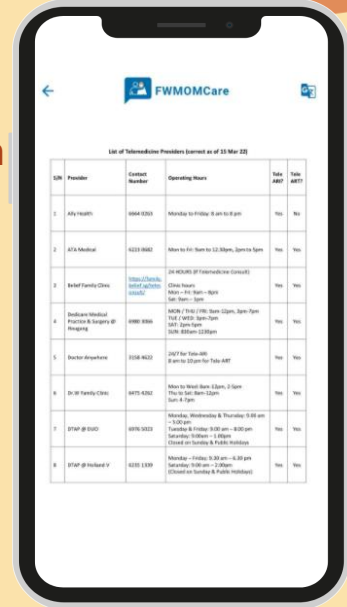 FWMOMCare
List of Telemedicine Providers (correct as of 15 Mar 22)
S/N Provider Contact Number Operating Hours Tele ARI? Tele ART?
1 Ally Health 6664 0263 Monday to Friday: 8 am to 8 pm Yes No
2 ATA Medical 6223 0682 Mon to Fri: 9am to 12.30pm, 2pm to 5pm Yes Yes
3 Belief Family Clinic 24 HOURS (if Telemedicine Consult)
Clinic hours
Mon – Fri: 9am – 8pm
Sat: 9am – 1pm
Yes Yes
4 Dedicare Medical Practice & Surgery @ Hougang 6980 3066 MON / THU / FRI: 9am-12pm, 2pm-7pm
TUE / WED: 2pm-7pm
SAT: 2pm-5pm
SUN: 830am-1230pm
Yes Yes
5 Doctor Anywhere 3158 4622 24/7 for Tele-ARI
8 am to 10 pm for Tele-ART
Yes Yes
6 Dr.W Family Clinic 6475 4262 Mon to Wed: 8am-12pm, 2-5pm
Thu to Sat: 8am-12pm
Sun: 4-7pm
Yes Yes
7 DTAP @ DUO 6976 5023 Monday, Wednesday & Thursday: 9.00 am
– 5.00 pm
Tuesday & Friday: 9.00 am – 8.00 pm
Saturday: 9.00am – 1.00pm
Closed on Sunday & Public Holidays
Yes Yes
8 DTAP @ Holland V 6235 1339 Monday – Friday: 9.30 am – 6.30 pm
Saturday: 9.00 am – 2.00pm
(Closed on Sunday & Public Holidays)
Yes Yes